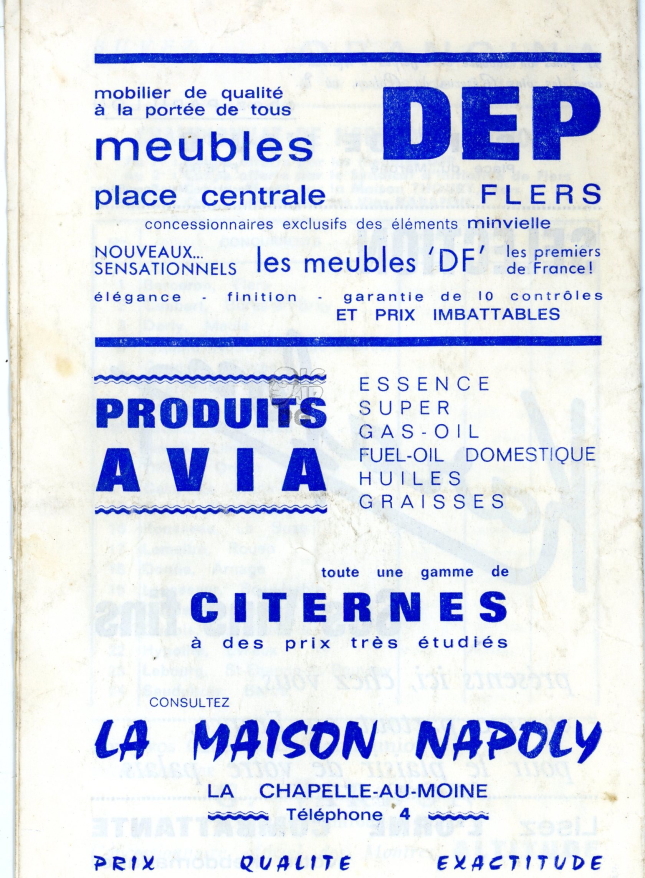 mobilier de qualité
à la portée de tous
DEP
meubles
place centrale FLERS
concessionnaires exclusifs des éléments minvielle
NOUVEAUX...
SENSATIONNELS
les meubles 'DF'
les premiers
de France!
élégance - finition - garantie de 10 contrôles
ET PRIX IMBATTABLES
PRODUITS
AVIA
ESSENCE
SUPER
GAS-OIL
FUEL-OIL DOMESTIQUE
HUILES
GRAISSES
toute une gamme de
CITERNES
à des prix très étudiés
CONSULTEZ
LA MAISON NAPOLY
LA CHAPELLE-AU-MOINE
Téléphone 4
PRIX QUALITE EXACTITUDE